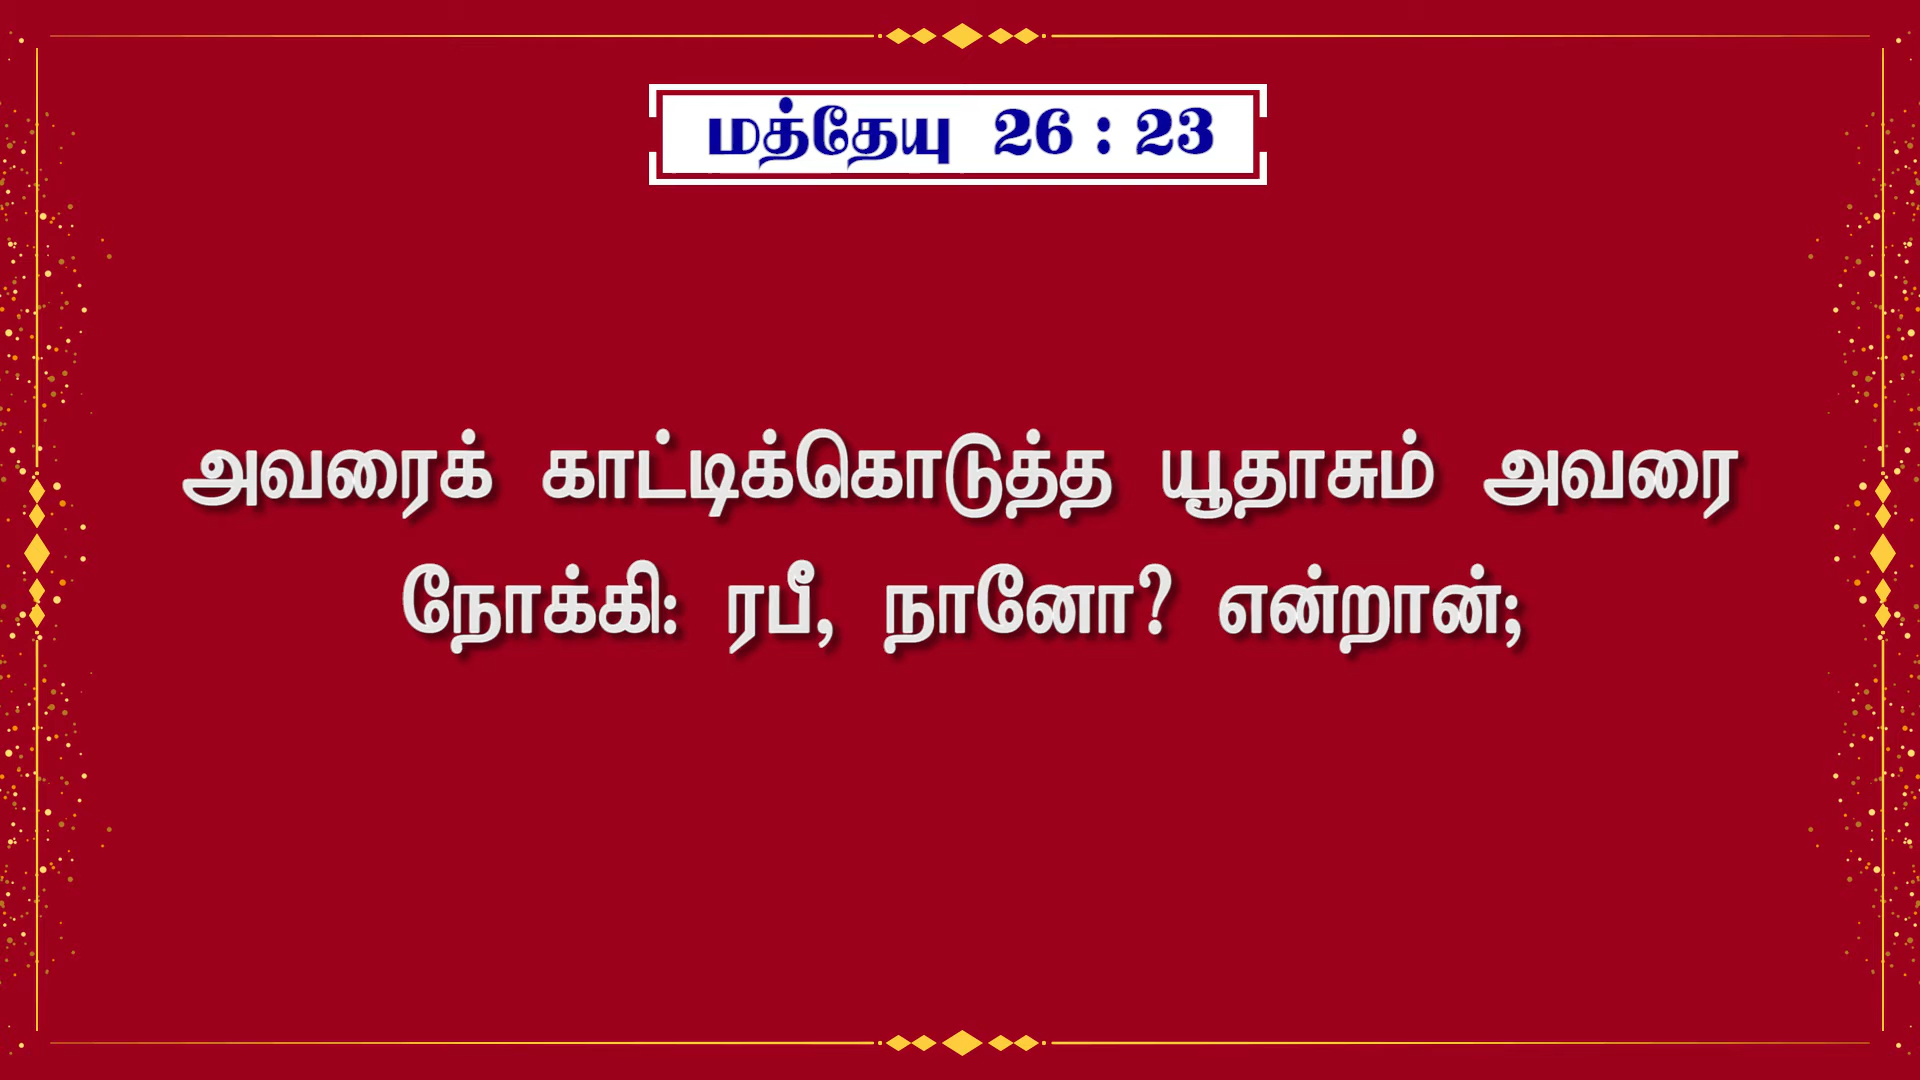 மத்தேயு 26 : 23
அவரைக் காட்டிக்கொடுத்த யூதாசும் அவரை
நோக்கி: ரபீ, நானோ? என்றான்;